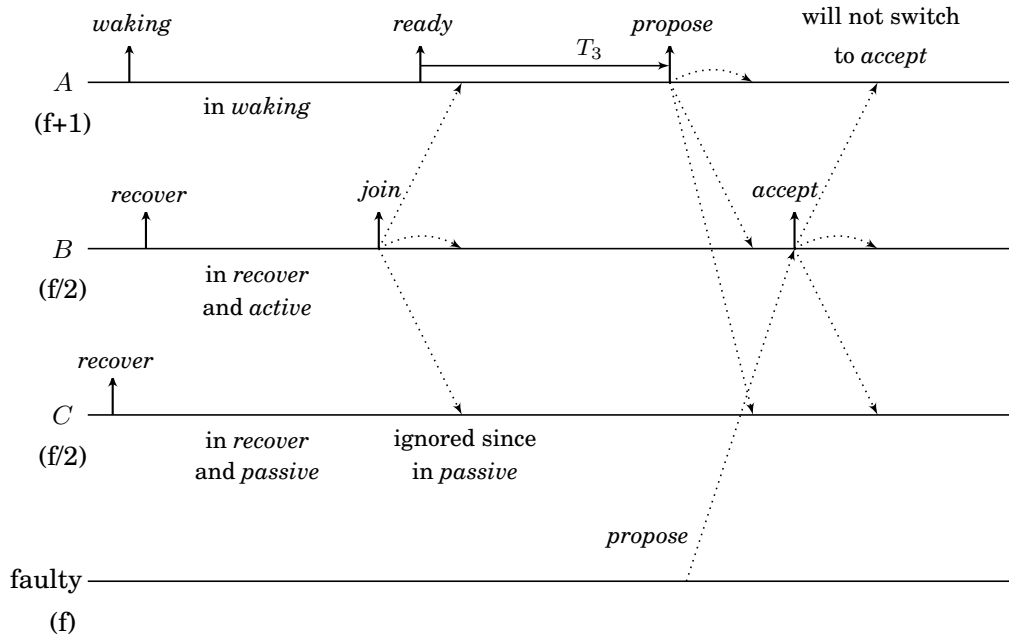 waking
ready
propose
will not switch
to accept
T3
A
(f+1)
in waking
recover
join
accept
B
(f/2)
in recover
and active
recover
C
(f/2)
in recover
and passive
ignored since
in passive
propose
faulty
(f)